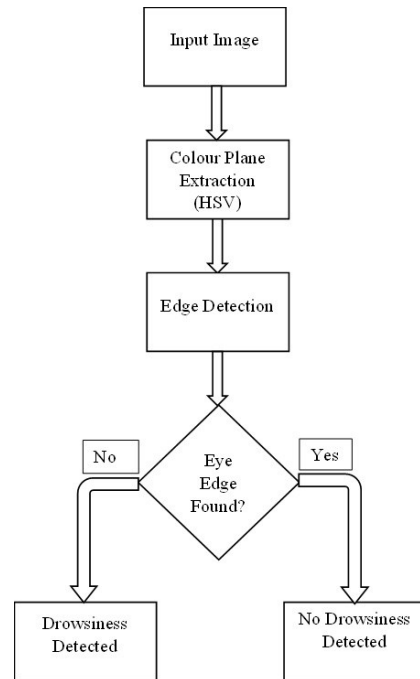 Input Image
Colour Plane
Extraction
(HSV)
Edge Detection
No
Yes
Eye
Edge
Found?
Drowsiness
Detected
No Drowsiness
Detected